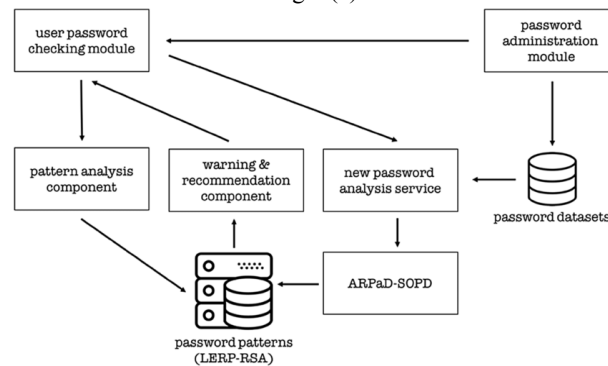 user password
checking module
password
administration
module
pattern analysis
component
warning &
recommendation
component
new password
analysis service
password datasets
ARPaD-SOPD
password patterns
(LERP-RSA)